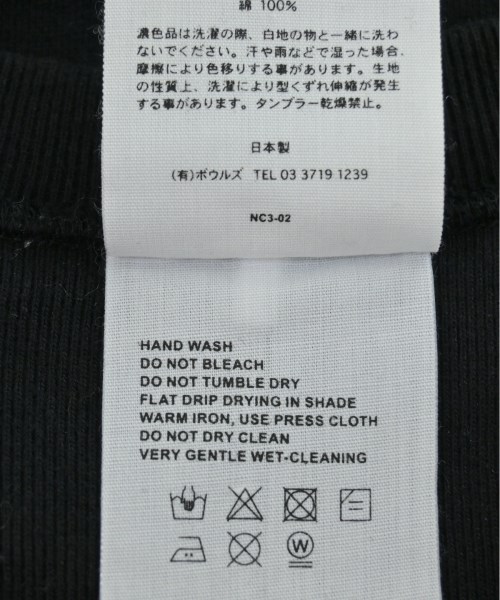 綿 100%
濃色品は洗濯の際、白地の物と一緒に洗わ
ないでください。汗や雨などで湿った場合、
摩擦により色移りする事があります。生地
の性質上、洗濯により型くずれ伸縮が発生
する事があります。タンブラー乾燥禁止。
日本製
(有)ボウルズ TEL 03 3719 1239
NC3-02
HAND WASH
DO NOT BLEACH
DO NOT TUMBLE DRY
FLAT DRIP DRYING IN SHADE
WARM IRON, USE PRESS CLOTH
DO NOT DRY CLEAN
VERY GENTLE WET-CLEANING
W